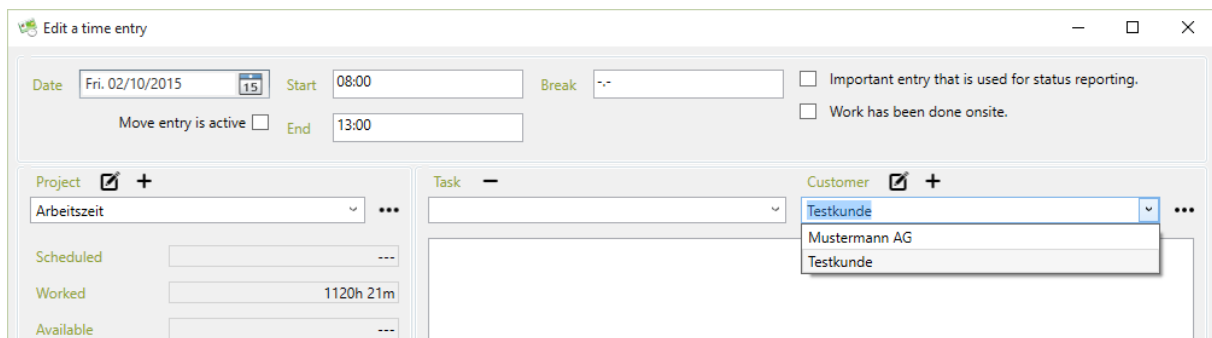 Edit a time entry
Date Fri. 02/10/2015 15 Start 08:00 Break -.- Important entry that is used for status reporting.
Move entry is active End 13:00 Work has been done onsite.
Project Task Customer
Arbeitszeit Testkunde
Mustermann AG
Scheduled --- Testkunde
Worked 1120h 21m
Available ---